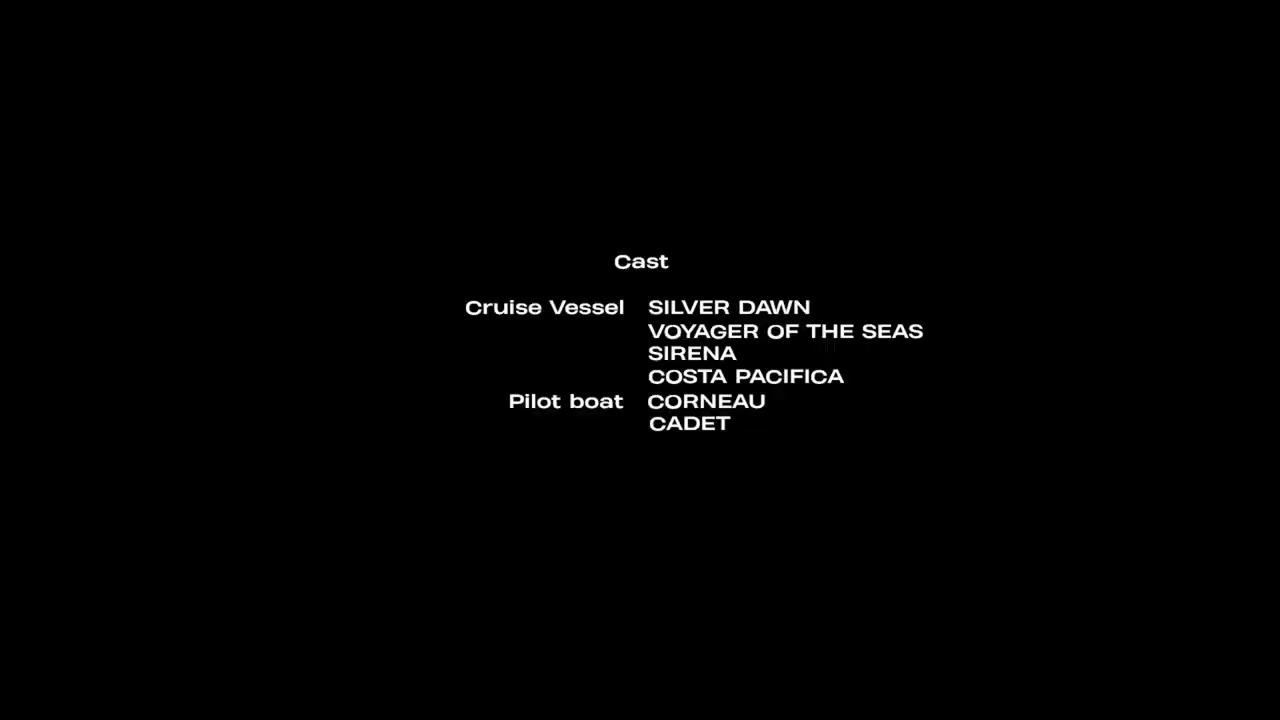 Cast
Cruise Vessel SILVER DAWN
VOYAGER OF THE SEAS
SIRENA
COSTA PACIFICA
Pilot boat CORNEAU
CADET